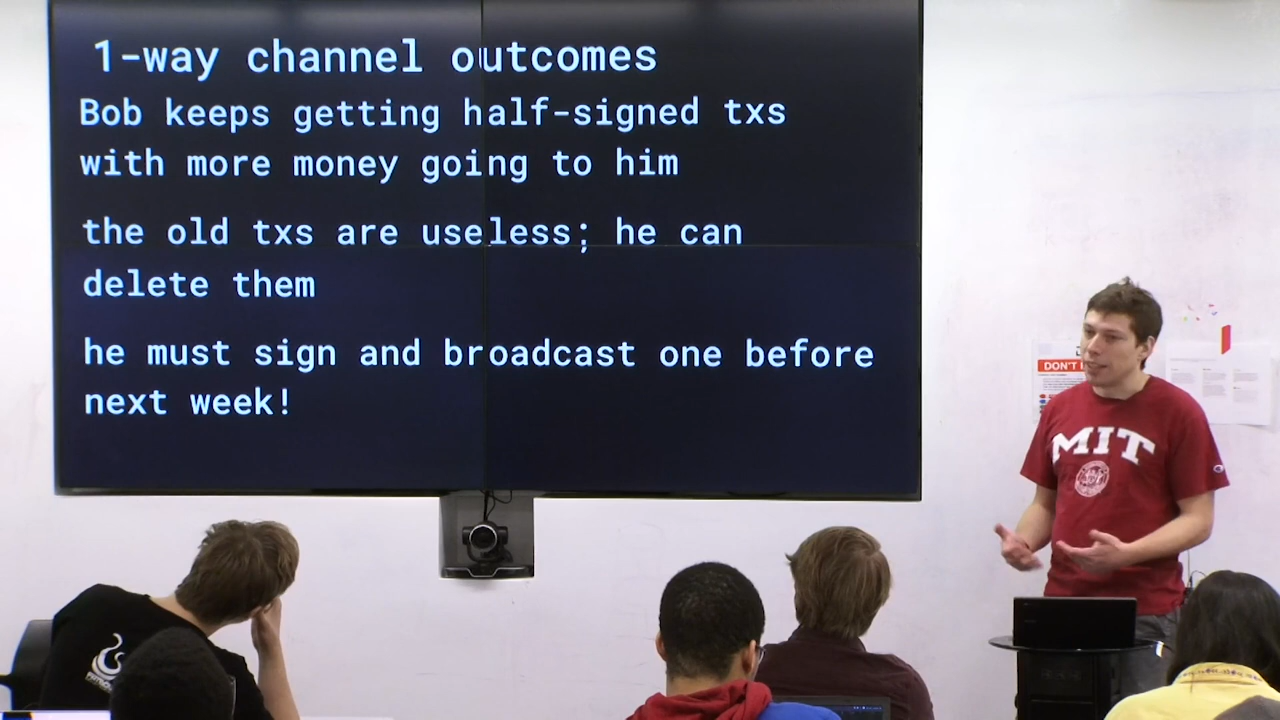 1-way channel outcomes
Bob keeps getting half-signed txs
with more money going to him
the old txs are useless; he can
delete them
he must sign and broadcast one before
next week!
DON'T
MIT